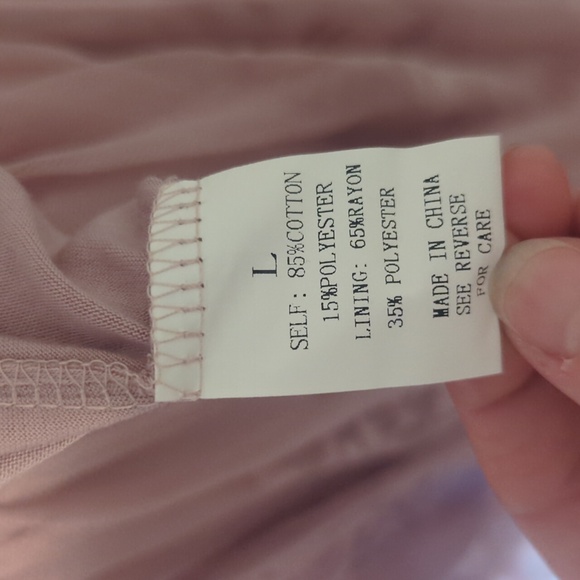 L
SELF: 85%COTTON
15%POLYESTER
LINING: 65%RAYON
35% POLYESTER
MADE IN CHINA
SEE REVERSE
FOR CARE